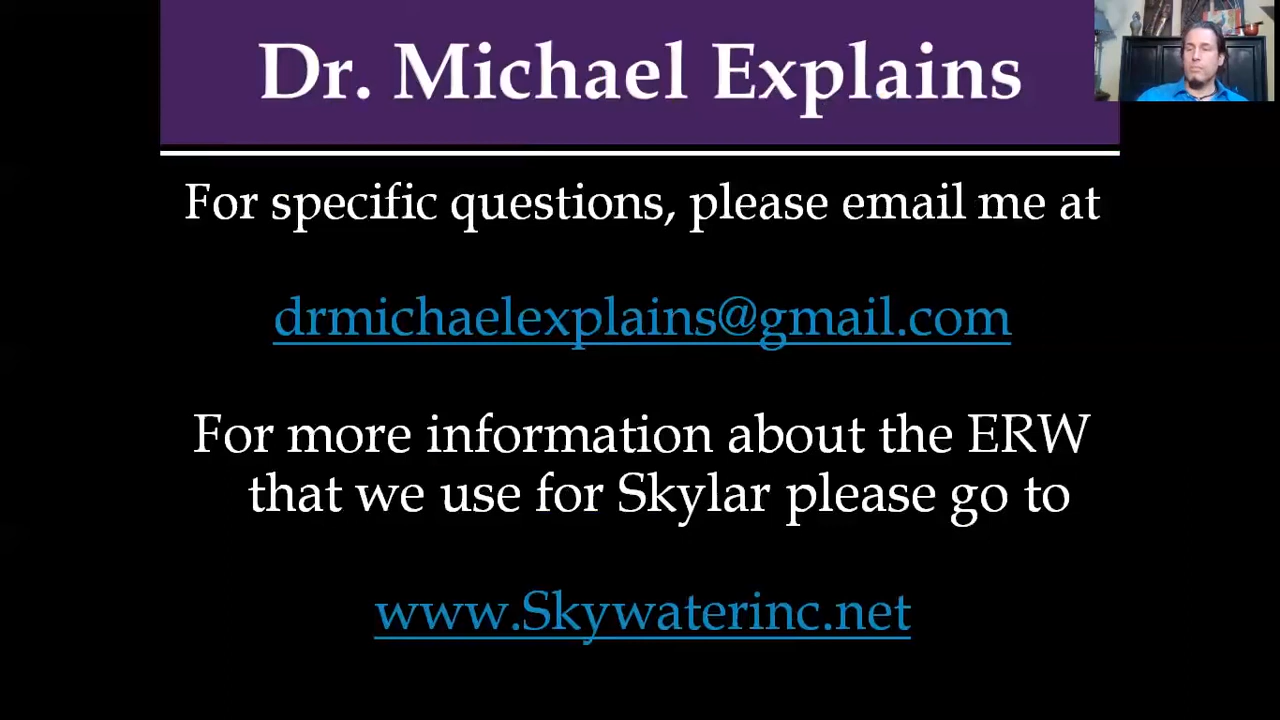 Dr. Michael Explains
For specific questions, please email me at
drmichaelexplains@gmail.com
For more information about the ERW
that we use for Skylar please go to
www.Skywaterinc.net